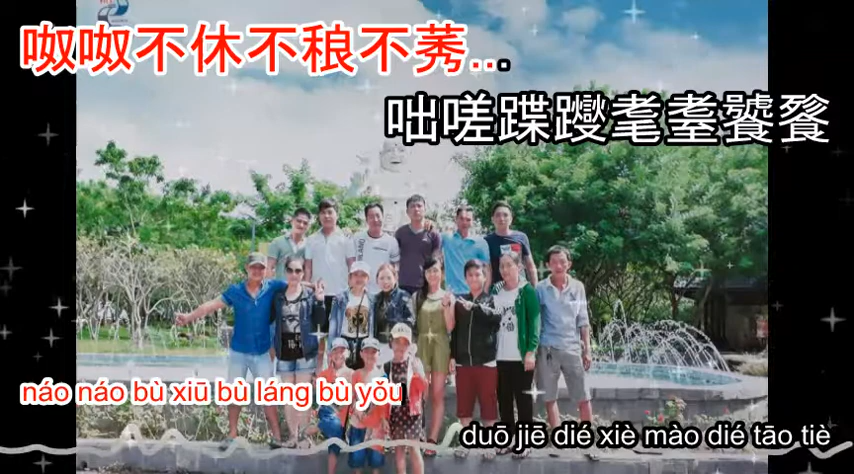 呶呶不休不稂不莠...
咄嗟蹀躞耄耋饕餮
náo náo bù xiū bù láng bù yǒu
duō jiē dié xiè mào dié tāo tiè